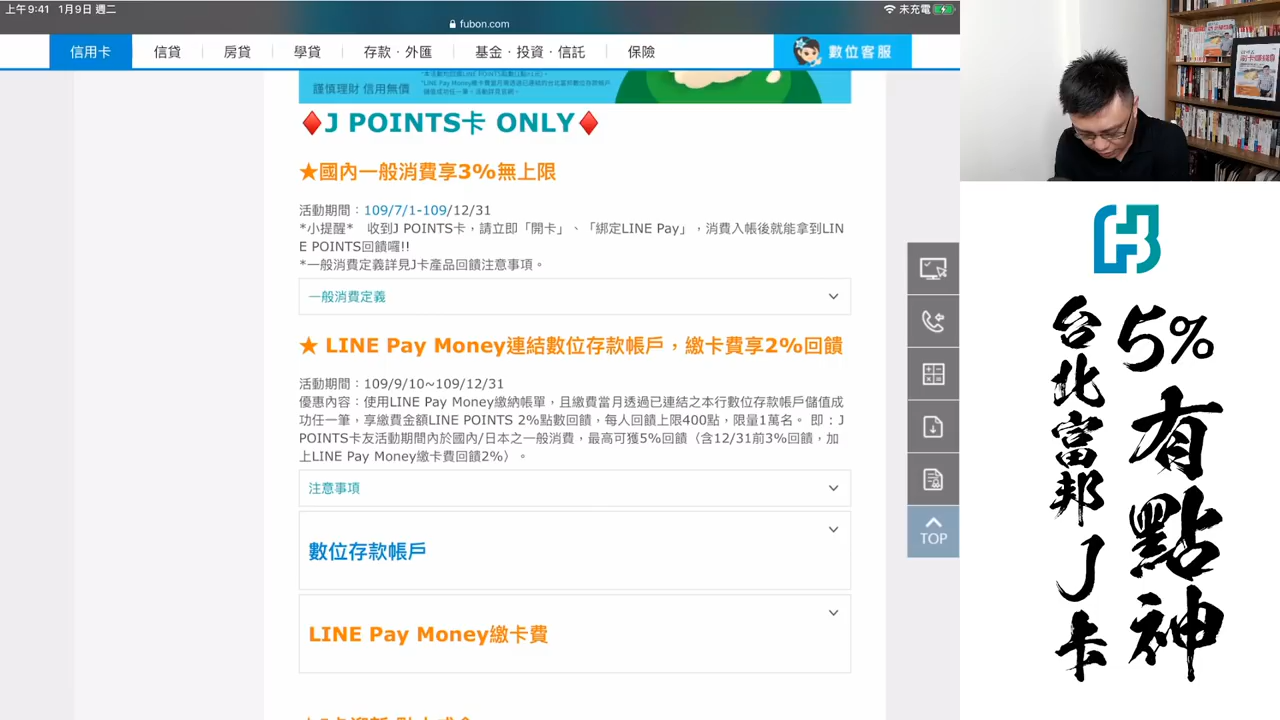 上午9:41 1月9日 週二
未充電
fubon.com
信用卡 信貸 房貸 學貸 存款・外匯 基金・投資・信託 保險 數位客服
謹慎理財 信用無價
J POINTS卡 ONLY
★國內一般消費享3%無上限
活動期間：109/7/1-109/12/31
*小提醒* 收到J POINTS卡，請立即「開卡」、「綁定LINE Pay」，消費入帳後就能拿到LIN
E POINTS回饋囉!!
*一般消費定義詳見J卡產品回饋注意事項。
一般消費定義
★ LINE Pay Money連結數位存款帳戶，繳卡費享2%回饋
活動期間：109/9/10~109/12/31
優惠內容：使用LINE Pay Money繳納帳單，且繳費當月透過已連結之本行數位存款帳戶儲值成
功任一筆，享繳費金額LINE POINTS 2%點數回饋，每人回饋上限400點，限量1萬名。 即：J
POINTS卡友活動期間內於國內/日本之一般消費，最高可獲5%回饋（含12/31前3%回饋，加
上LINE Pay Money繳卡費回饋2%）。
注意事項
數位存款帳戶
LINE Pay Money繳卡費
TOP
5%有點神
台北富邦J卡